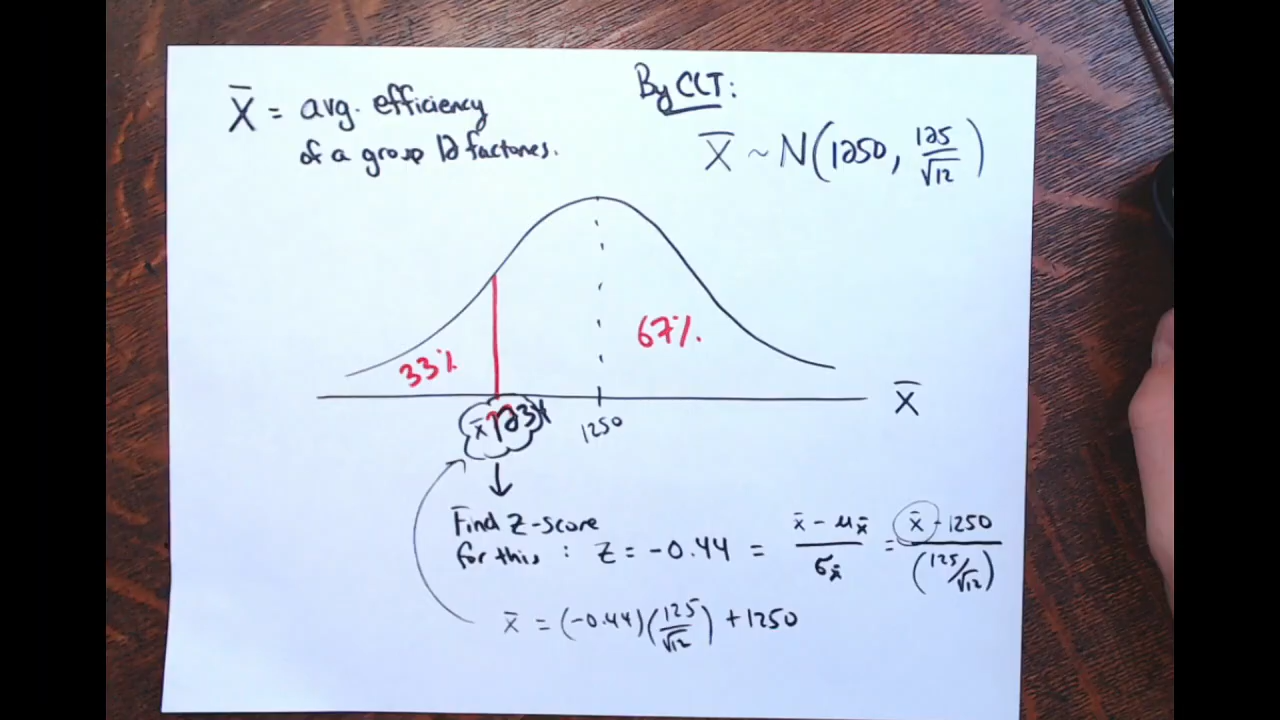 X̄ = avg. efficiency
of a group 12 factories.
By CLT:
X̄ ~ N(1250, 125/√12)
33%
67%
x̄
1250
X̄
Find Z-score
for this : Z = -0.44 = (x̄ - μx̄)/σx̄ = (x̄ - 1250)/(125/√12)
x̄ = (-0.44)(125/√12) + 1250